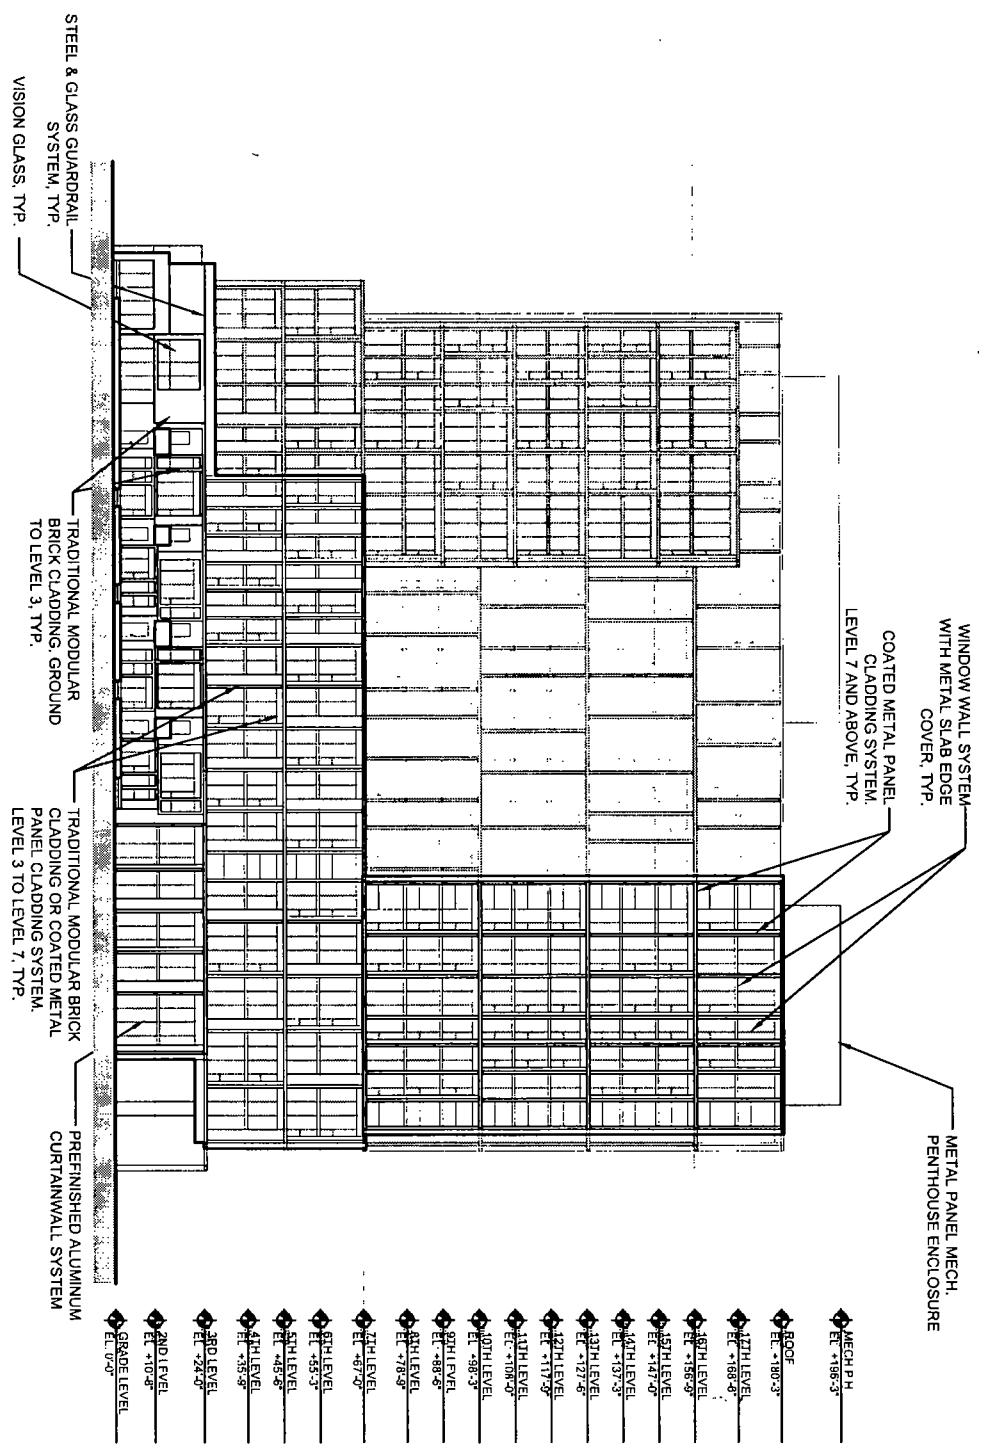 STEEL & GLASS GUARDRAIL
SYSTEM, TYP.
VISION GLASS, TYP.
TRADITIONAL MODULAR
BRICK CLADDING. GROUND
TO LEVEL 3, TYP.
TRADITIONAL MODULAR BRICK
CLADDING OR COATED METAL
PANEL CLADDING SYSTEM.
LEVEL 3 TO LEVEL 7, TYP.
PREFINISHED ALUMINUM
CURTAINWALL SYSTEM
WINDOW WALL SYSTEM
WITH METAL SLAB EDGE
COVER, TYP.
COATED METAL PANEL
CLADDING SYSTEM.
LEVEL 7 AND ABOVE, TYP.
METAL PANEL MECH.
PENTHOUSE ENCLOSURE
MECH P H
EL. +196'-3"
ROOF
EL. +180'-3"
17TH LEVEL
EL. +168'-6"
16TH LEVEL
EL. +156'-9"
15TH LEVEL
EL. +147'-0"
14TH LEVEL
EL. +137'-3"
13TH LEVEL
EL. +127'-6"
12TH LEVEL
EL. +117'-9"
11TH LEVEL
EL. +108'-0"
10TH LEVEL
EL. +98'-3"
9TH LEVEL
EL. +88'-6"
8TH LEVEL
EL. +78'-9"
7TH LEVEL
EL. +67'-0"
6TH LEVEL
EL. +55'-3"
5TH LEVEL
EL. +45'-6"
4TH LEVEL
EL. +35'-9"
3RD LEVEL
EL. +24'-0"
2ND LEVEL
EL. +10'-8"
GRADE LEVEL
EL. 0'-0"